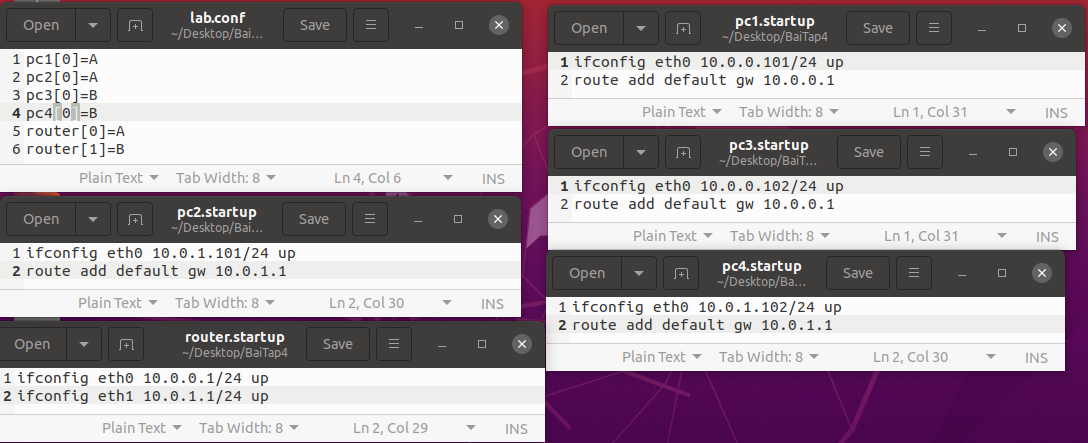 Open
lab.conf
~/Desktop/BaiTap4
Save
1 pc1[0]=A
2 pc2[0]=A
3 pc3[0]=B
4 pc4[0]=B
5 router[0]=A
6 router[1]=B
Plain Text Tab Width: 8 Ln 4, Col 6 INS
Open
pc2.startup
~/Desktop/Bai…
Save
1 ifconfig eth0 10.0.1.101/24 up
2 route add default gw 10.0.1.1
Plain Text Tab Width: 8 Ln 2, Col 30 INS
Open
router.startup
~/Desktop/BaiTap4
Save
1 ifconfig eth0 10.0.0.1/24 up
2 ifconfig eth1 10.0.1.1/24 up
Plain Text Tab Width: 8 Ln 2, Col 29 INS
Open
pc1.startup
~/Desktop/BaiTap4
Save
1 ifconfig eth0 10.0.0.101/24 up
2 route add default gw 10.0.0.1
Plain Text Tab Width: 8 Ln 1, Col 31 INS
Open
pc3.startup
~/Desktop/BaiT…
Save
1 ifconfig eth0 10.0.0.102/24 up
2 route add default gw 10.0.0.1
Plain Text Tab Width: 8 Ln 1, Col 31 INS
Open
pc4.startup
~/Desktop/Ba…
Save
1 ifconfig eth0 10.0.1.102/24 up
2 route add default gw 10.0.1.1
Plain Text Tab Width: 8 Ln 2, Col 30 INS